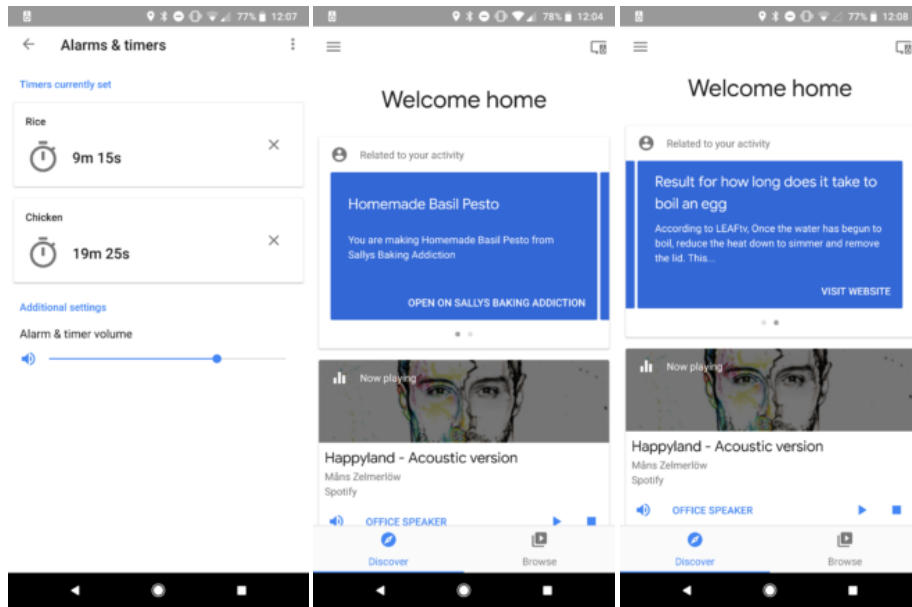 77% 12:07
Alarms & timers
Timers currently set
Rice
9m 15s
Chicken
19m 25s
Additional settings
Alarm & timer volume
78% 12:04
Welcome home
Related to your activity
Homemade Basil Pesto
You are making Homemade Basil Pesto from
Sallys Baking Addiction
OPEN ON SALLYS BAKING ADDICTION
Now playing
Happyland - Acoustic version
Måns Zelmerlöw
Spotify
OFFICE SPEAKER
Discover
Browse
77% 12:08
Welcome home
Related to your activity
Result for how long does it take to
boil an egg
According to LEAFtv, Once the water has begun to
boil, reduce the heat down to simmer and remove
the lid. This...
VISIT WEBSITE
Now playing
Happyland - Acoustic version
Måns Zelmerlöw
Spotify
OFFICE SPEAKER
Discover
Browse